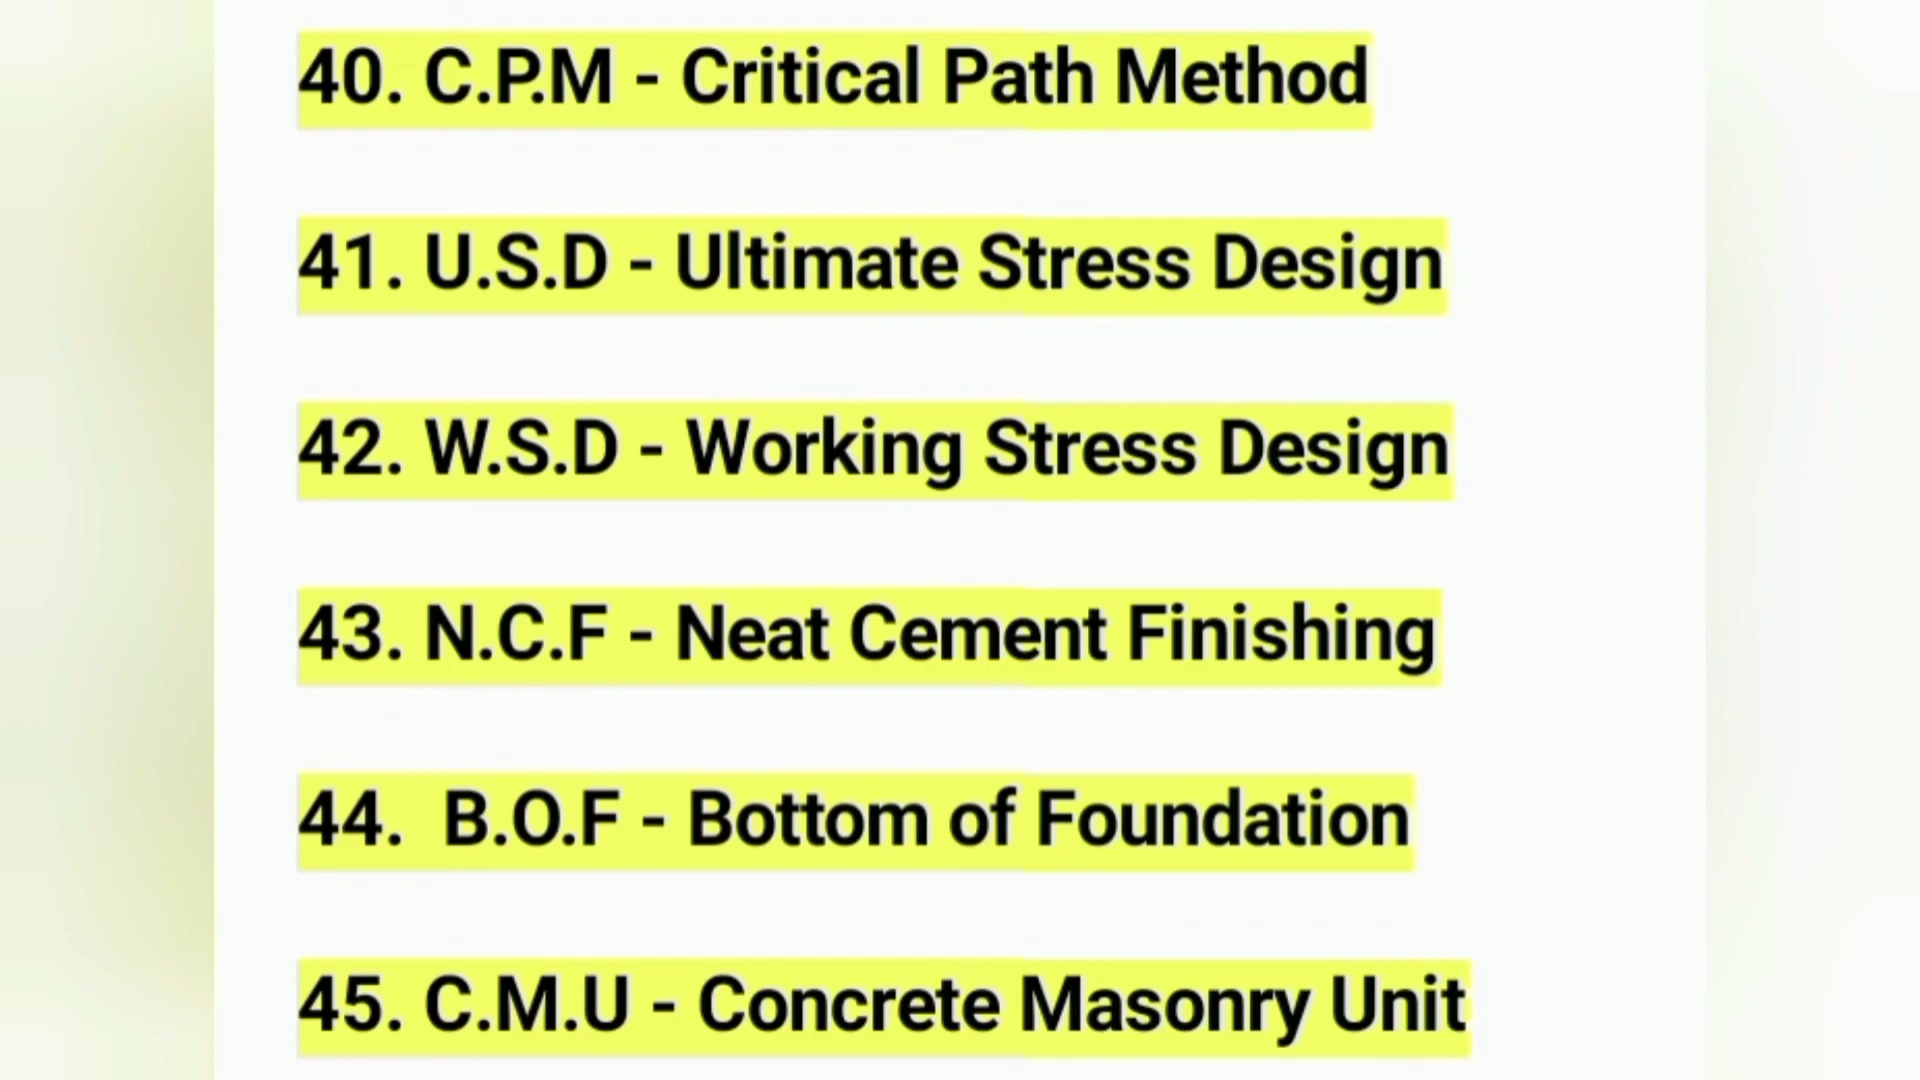 40. C.P.M - Critical Path Method
41. U.S.D - Ultimate Stress Design
42. W.S.D - Working Stress Design
43. N.C.F - Neat Cement Finishing
44.  B.O.F - Bottom of Foundation
45. C.M.U - Concrete Masonry Unit